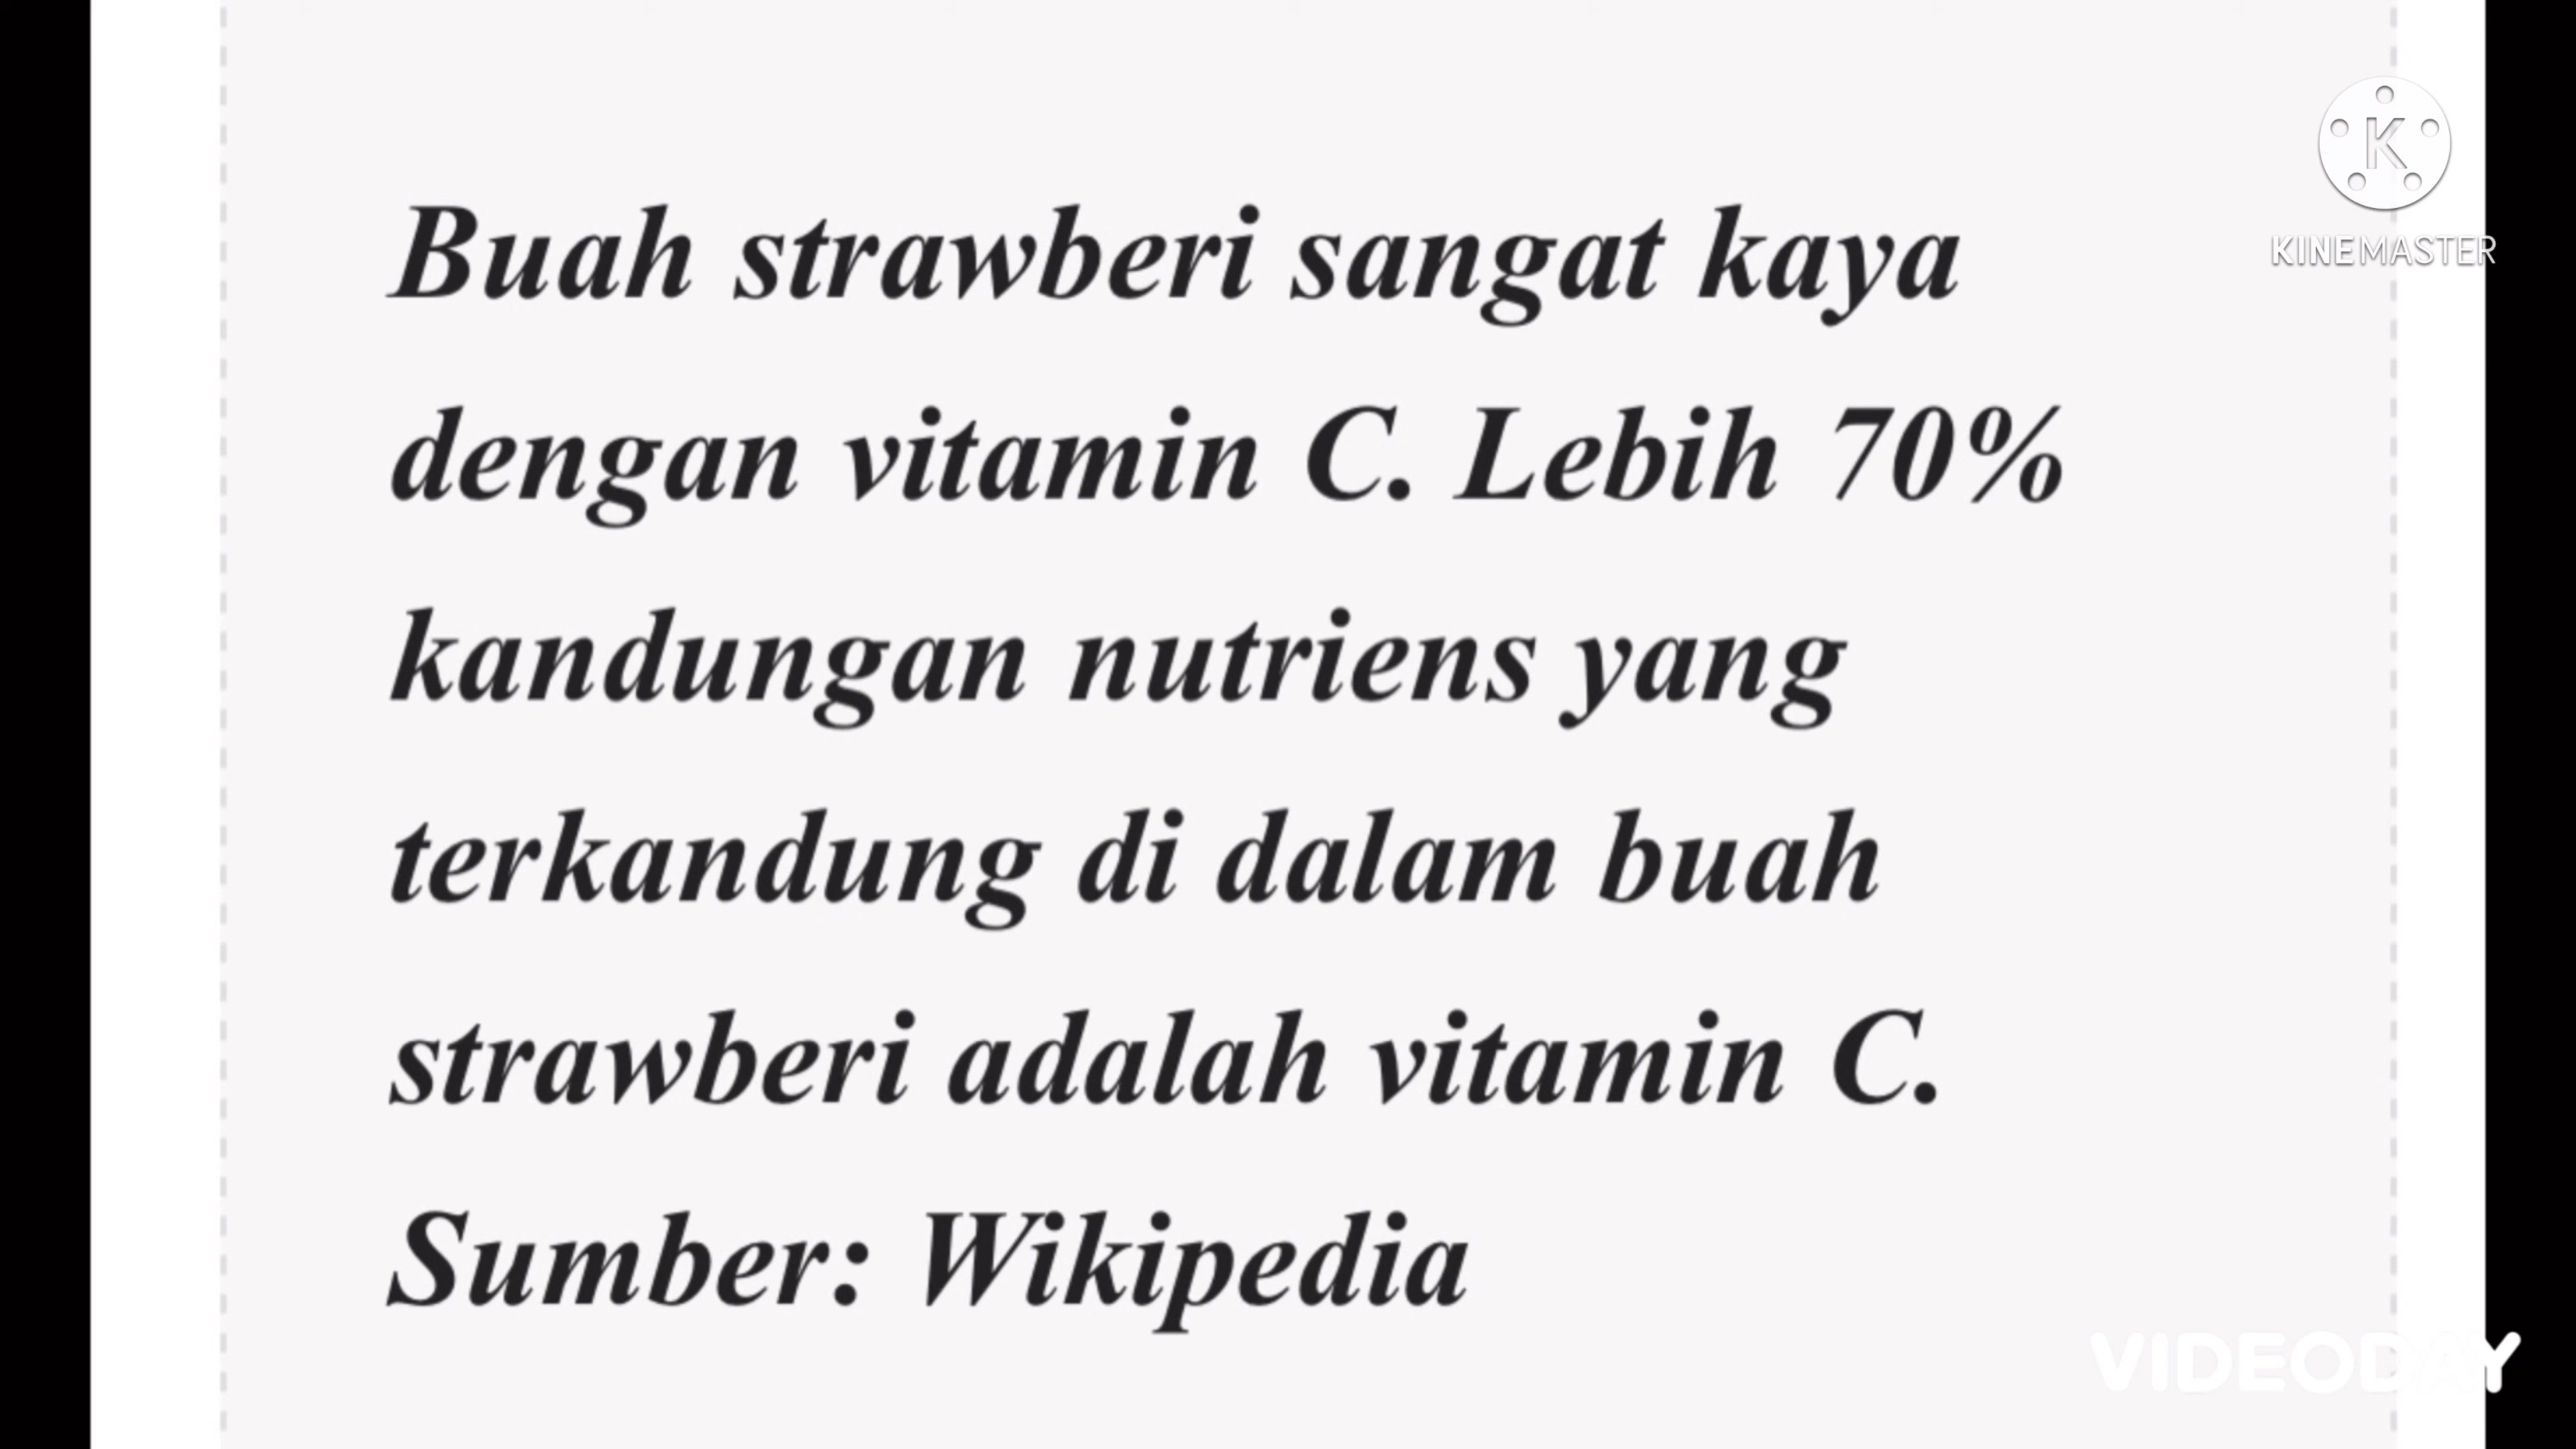 Buah strawberi sangat kaya
dengan vitamin C. Lebih 70%
kandungan nutriens yang
terkandung di dalam buah
strawberi adalah vitamin C.
Sumber: Wikipedia
K
KINEMASTER
VIDEODAY